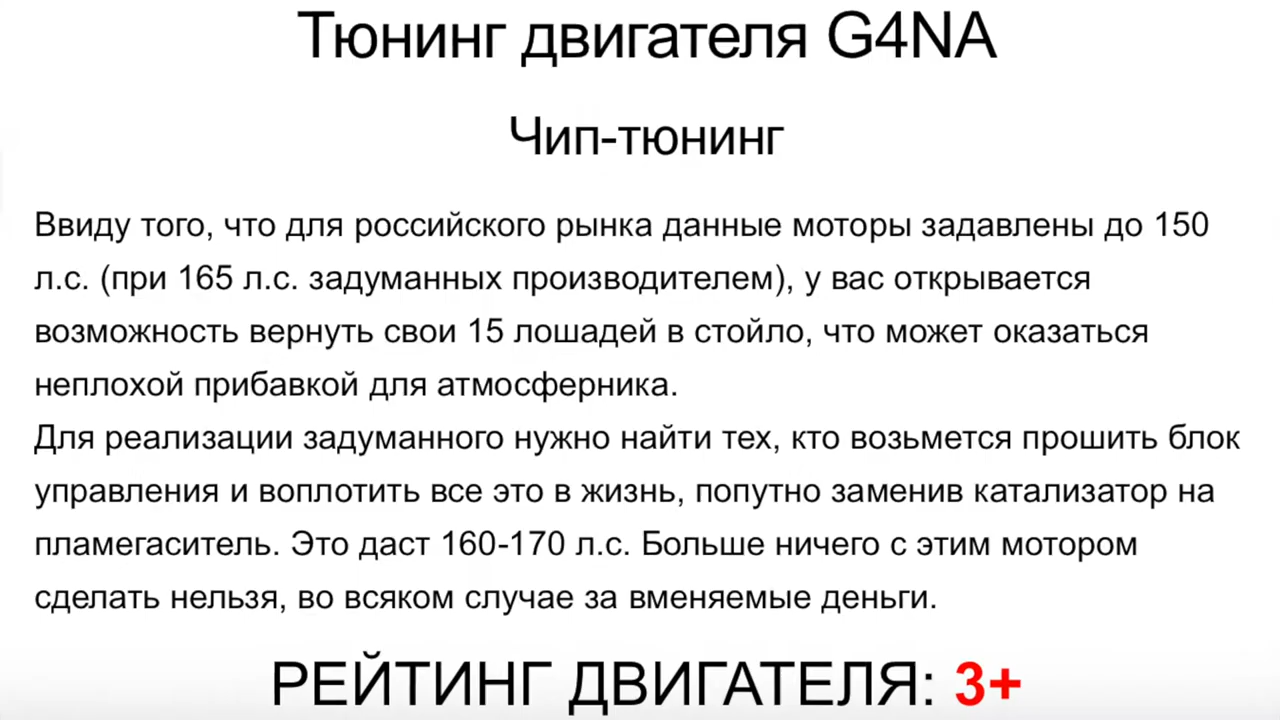 Тюнинг двигателя G4NA
Чип-тюнинг
Ввиду того, что для российского рынка данные моторы задавлены до 150
л.с. (при 165 л.с. задуманных производителем), у вас открывается
возможность вернуть свои 15 лошадей в стойло, что может оказаться
неплохой прибавкой для атмосферника.
Для реализации задуманного нужно найти тех, кто возьмется прошить блок
управления и воплотить все это в жизнь, попутно заменив катализатор на
пламегаситель. Это даст 160-170 л.с. Больше ничего с этим мотором
сделать нельзя, во всяком случае за вменяемые деньги.
РЕЙТИНГ ДВИГАТЕЛЯ: 3+